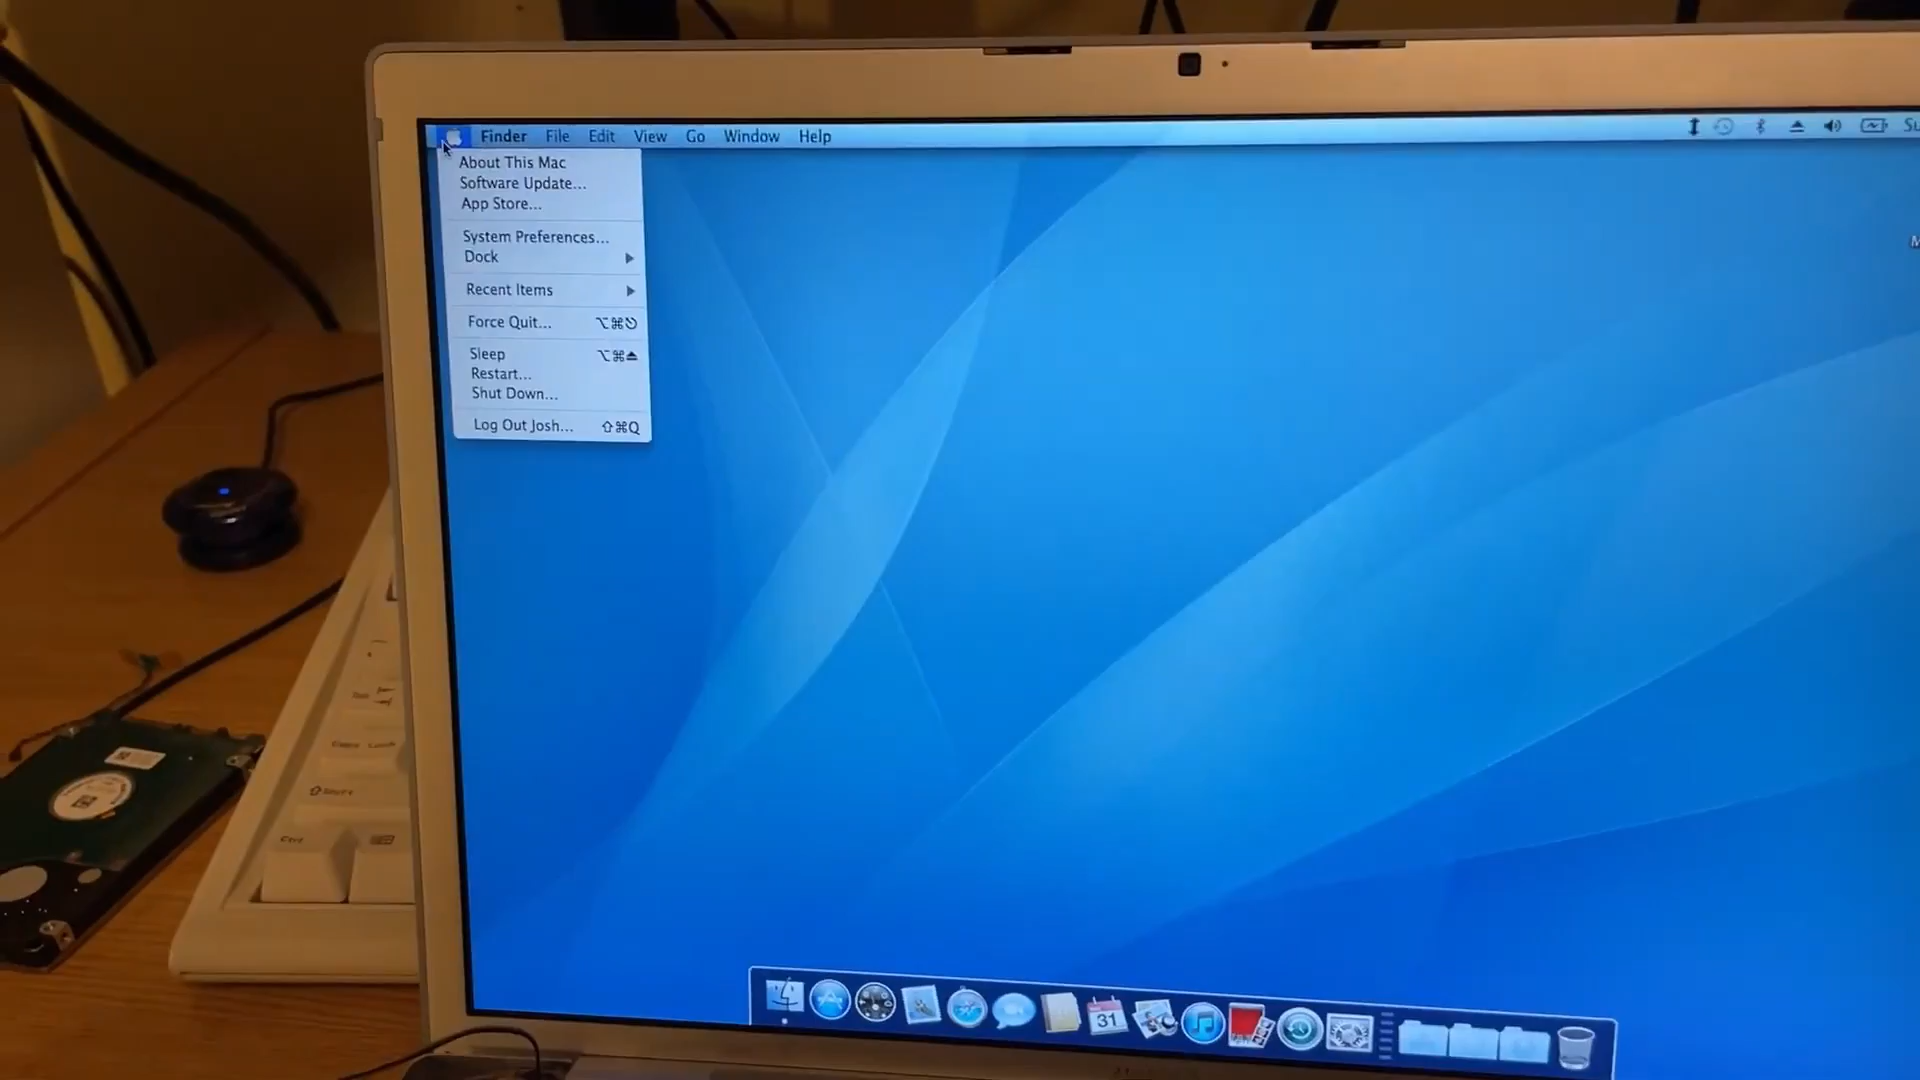 Finder File Edit View Go Window Help
About This Mac
Software Update...
App Store...
System Preferences...
Dock
Recent Items
Force Quit... ⌥⌘⎋
Sleep ⌥⌘⏏
Restart...
Shut Down...
Log Out Josh... ⇧⌘Q
31
Ctrl